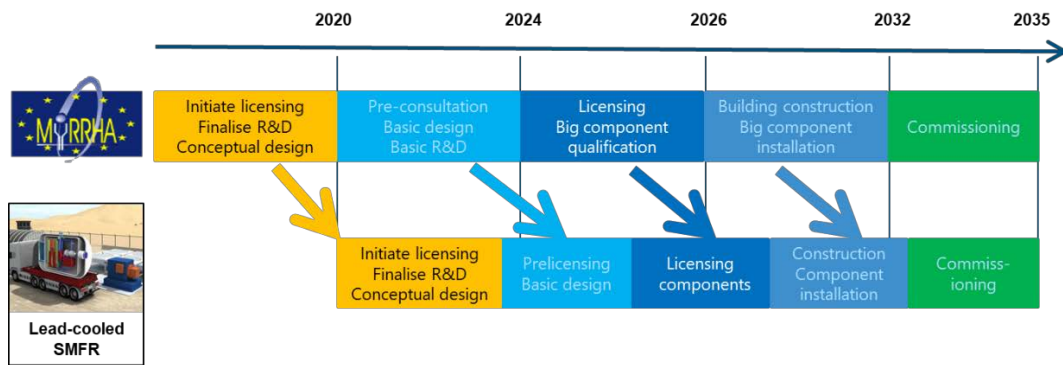 2020 2024 2026 2032 2035
MYRRHA
Initiate licensing
Finalise R&D
Conceptual design
Pre-consultation
Basic design
Basic R&D
Licensing
Big component
qualification
Building construction
Big component
installation
Commissioning
Initiate licensing
Finalise R&D
Conceptual design
Prelicensing
Basic design
Licensing
components
Construction
Component
installation
Commiss-
ioning
Lead-cooled
SMFR